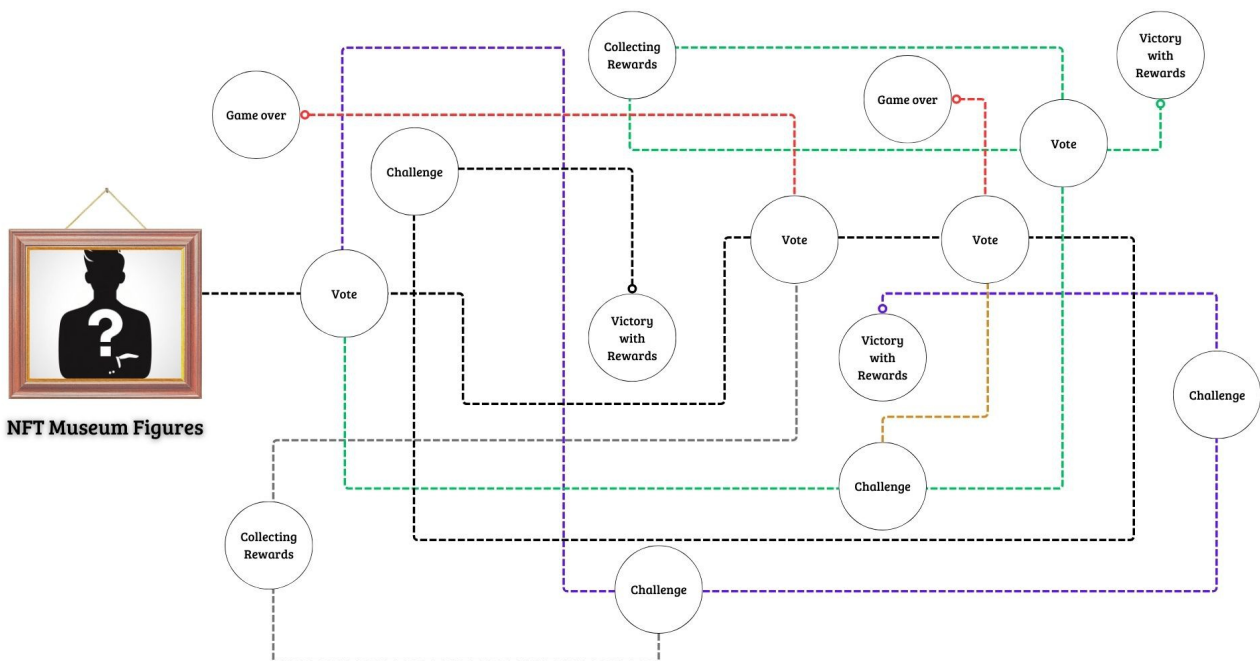 Collecting
Rewards
Victory
with
Rewards
Game over
Game over
Vote
Challenge
Vote
Vote
Vote
?
Victory
with
Rewards
Victory
with
Rewards
Challenge
NFT Museum Figures
Challenge
Collecting
Rewards
Challenge